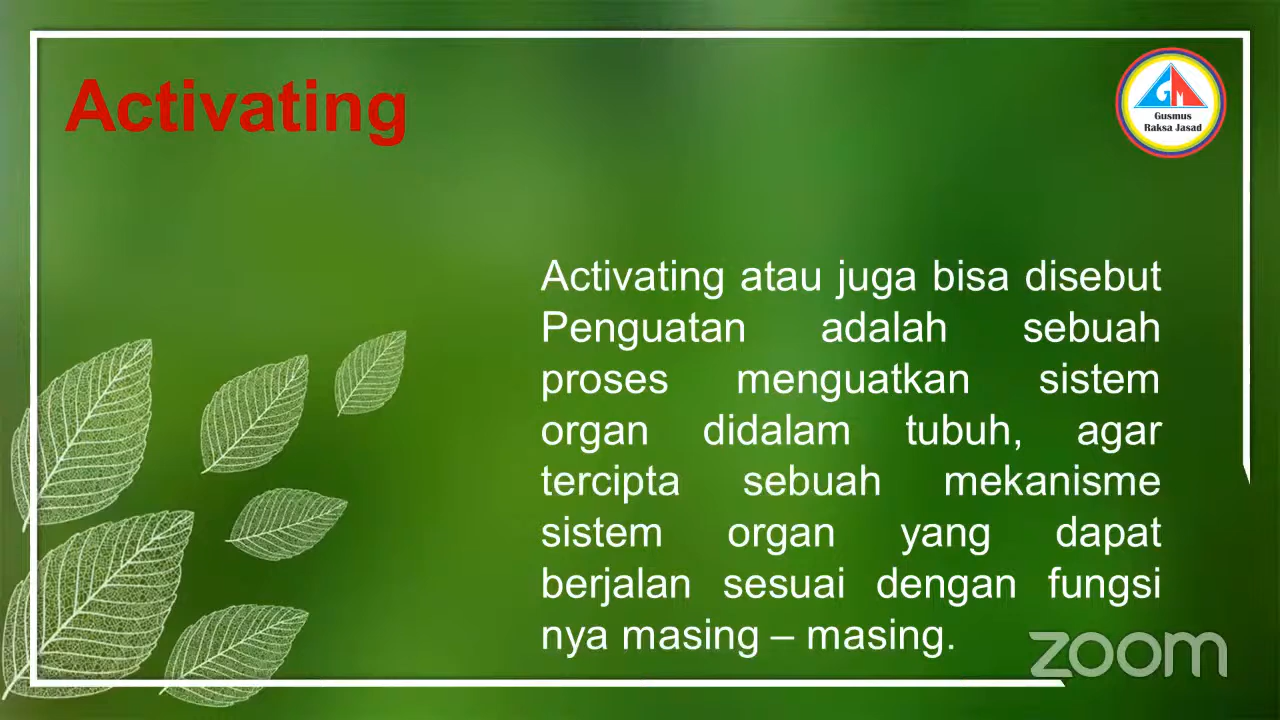 Activating
GM
Gusmus
Raksa Jasad
Activating atau juga bisa disebut
Penguatan adalah sebuah
proses menguatkan sistem
organ didalam tubuh, agar
tercipta sebuah mekanisme
sistem organ yang dapat
berjalan sesuai dengan fungsi
nya masing – masing.
zoom